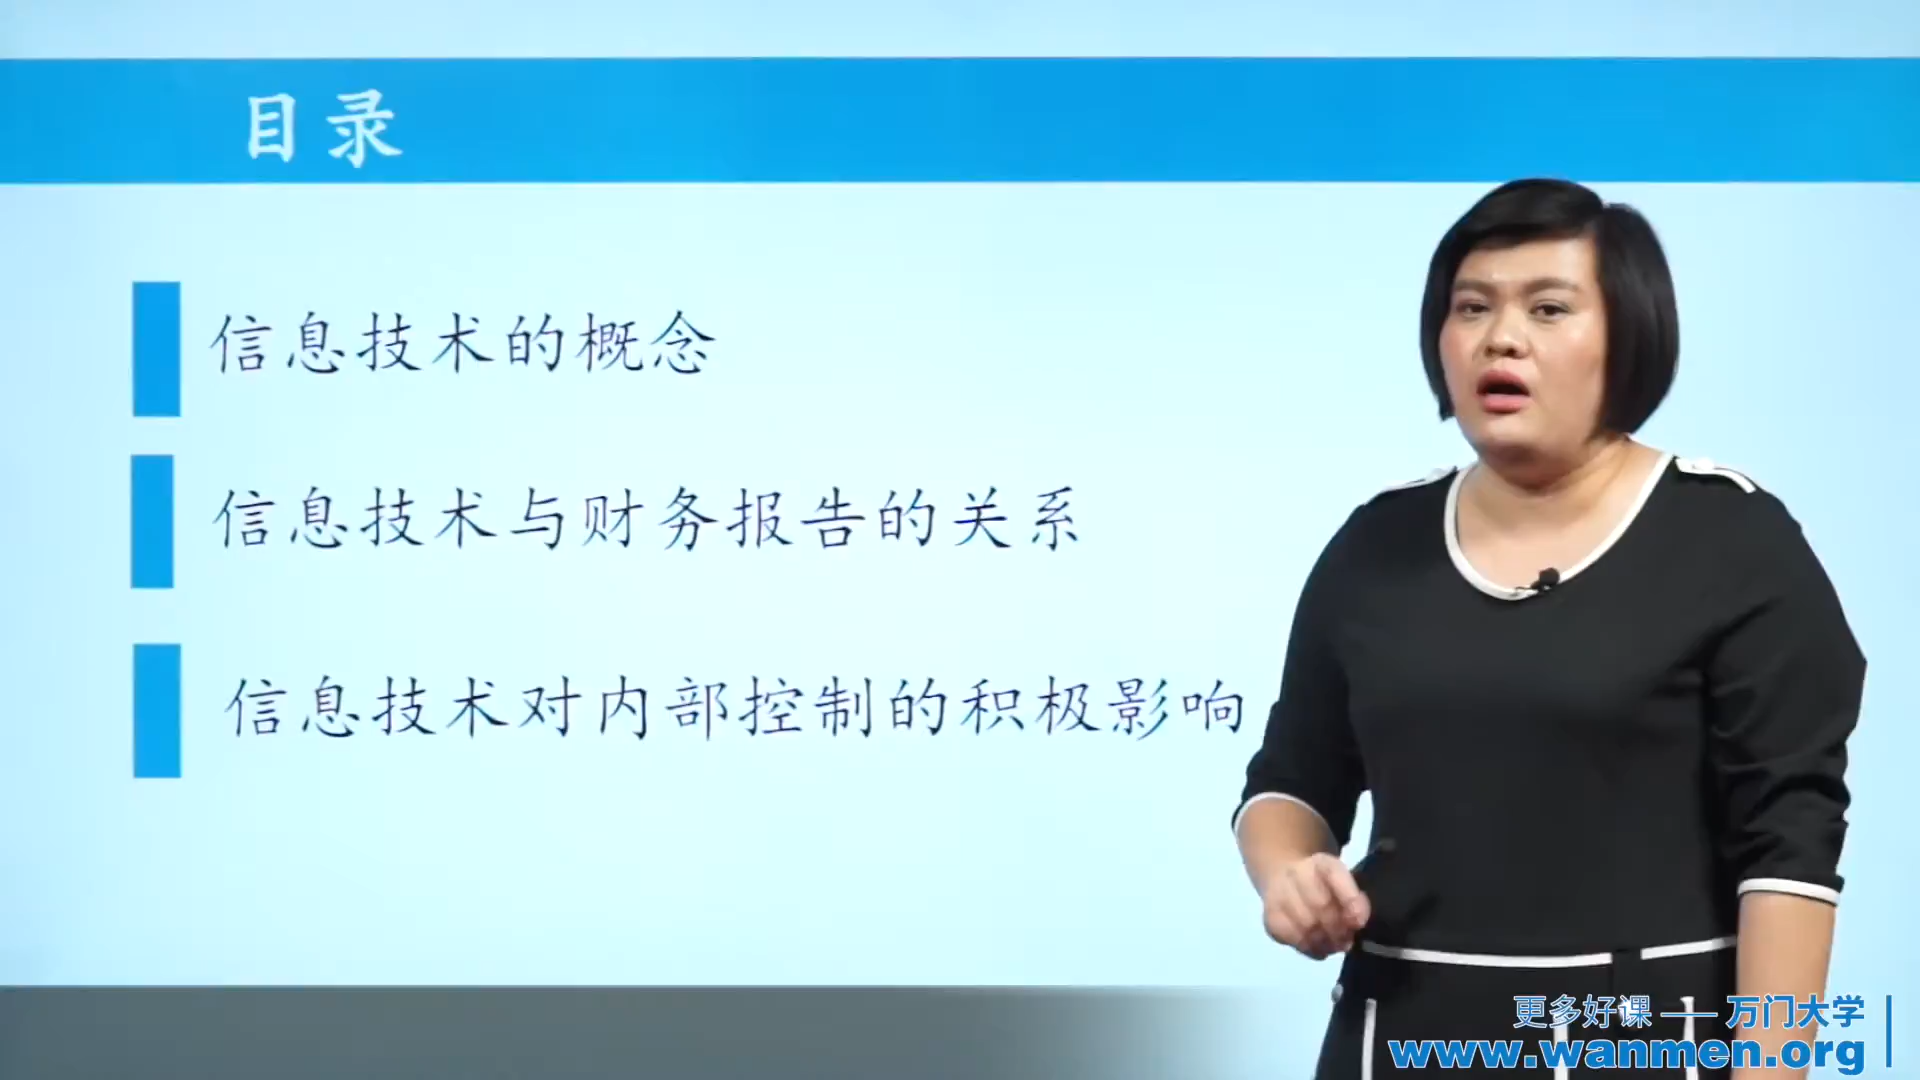 目录
信息技术的概念
信息技术与财务报告的关系
信息技术对内部控制的积极影响
更多好课 —— 万门大学
www.wanmen.org